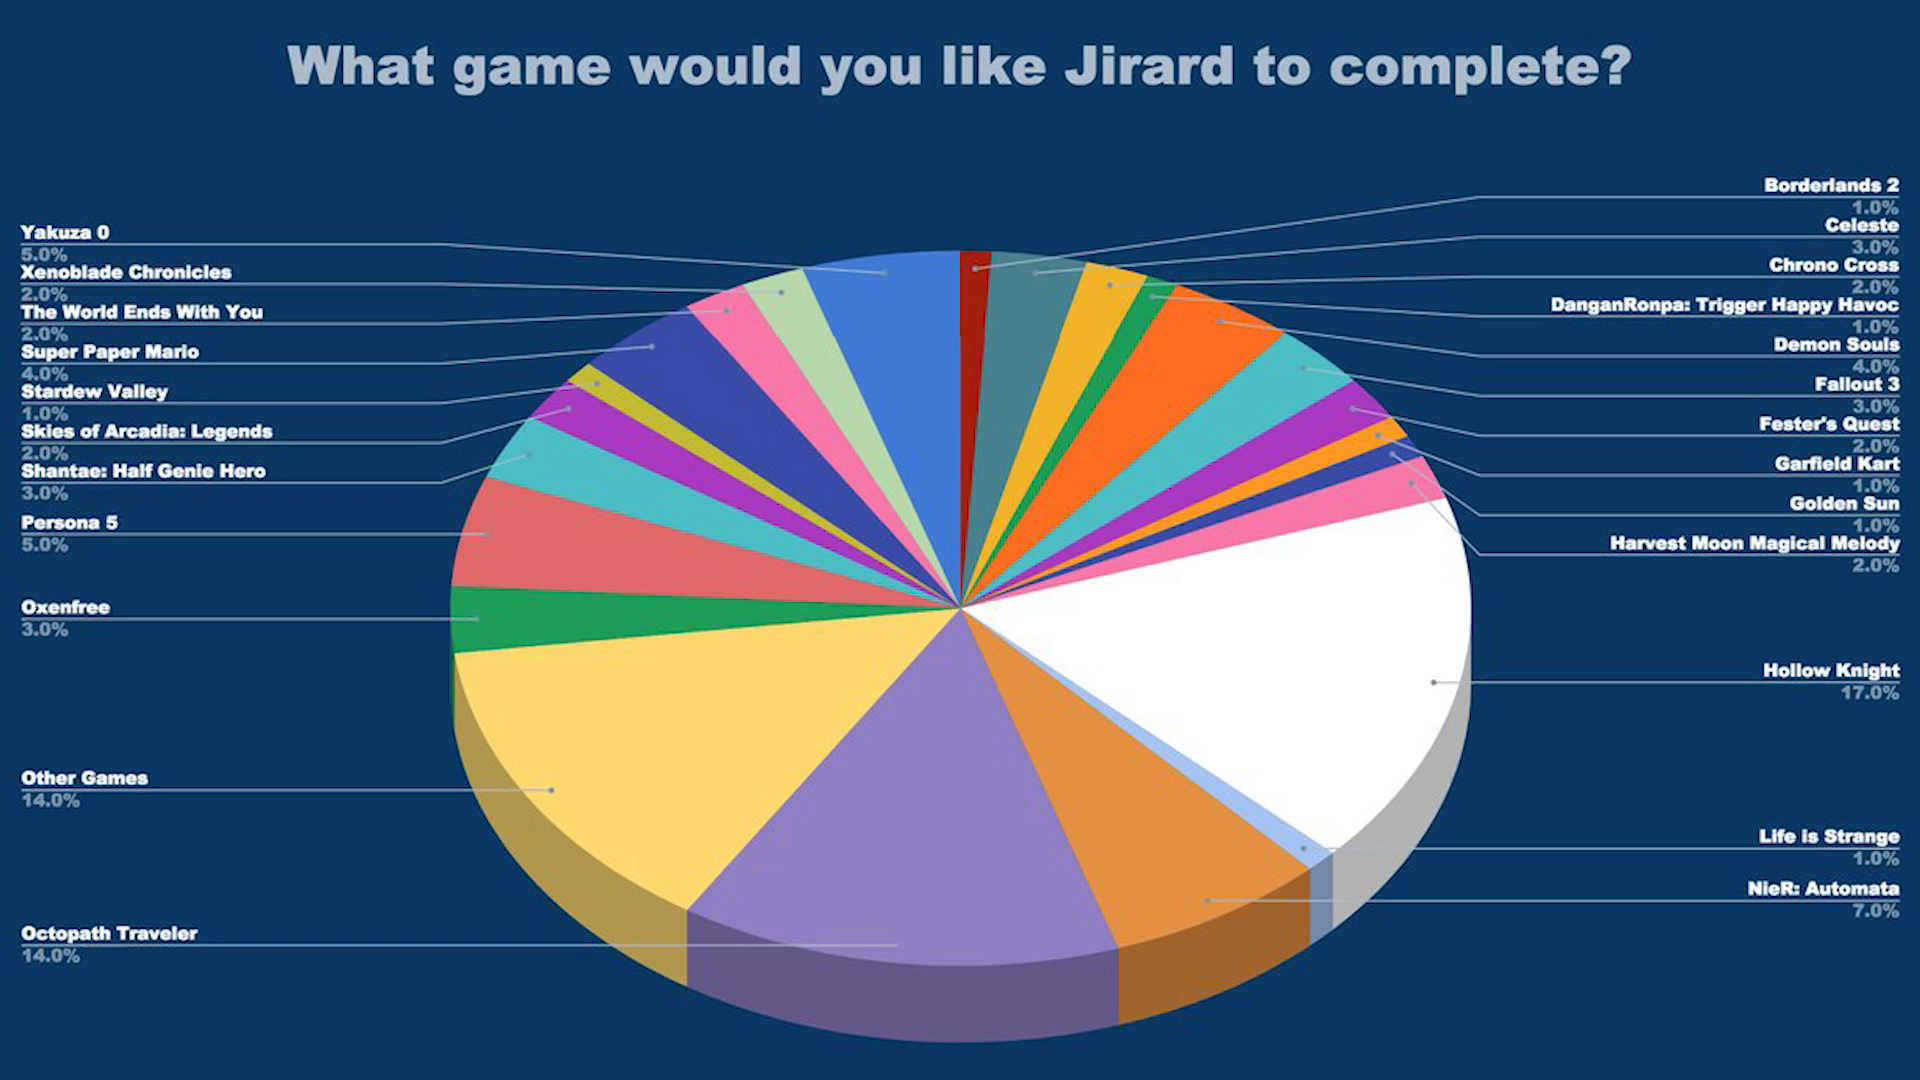 What game would you like Jirard to complete?
Borderlands 2
1.0%
Celeste
3.0%
Chrono Cross
2.0%
DanganRonpa: Trigger Happy Havoc
1.0%
Demon Souls
4.0%
Fallout 3
3.0%
Fester's Quest
2.0%
Garfield Kart
1.0%
Golden Sun
1.0%
Harvest Moon Magical Melody
2.0%
Hollow Knight
17.0%
Life is Strange
1.0%
NieR: Automata
7.0%
Yakuza 0
5.0%
Xenoblade Chronicles
2.0%
The World Ends With You
2.0%
Super Paper Mario
4.0%
Stardew Valley
1.0%
Skies of Arcadia: Legends
2.0%
Shantae: Half Genie Hero
3.0%
Persona 5
5.0%
Oxenfree
3.0%
Other Games
14.0%
Octopath Traveler
14.0%